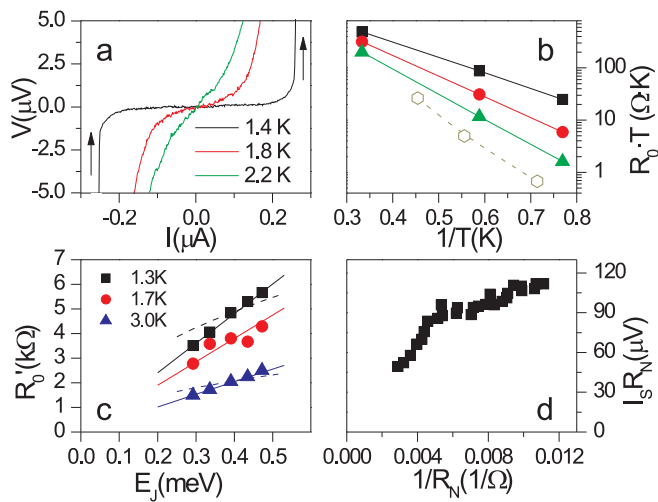 5.0
2.5
0.0
-2.5
-5.0
V(μV)
a
1.4 K
1.8 K
2.2 K
-0.2 0.0 0.2
I(μA)
b
100
10
1
R0·T (Ω·K)
0.3 0.4 0.5 0.6 0.7 0.8
1/T(K)
7
6
5
4
3
2
1
0
R0'(kΩ)
1.3K
1.7K
3.0K
c
0.0 0.1 0.2 0.3 0.4 0.5 0.6
EJ(meV)
d
120
90
60
30
0
ISRN(μV)
0.000 0.004 0.008 0.012
1/RN(1/Ω)